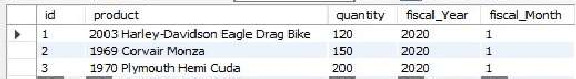 id product quantity fiscal_Year fiscal_Month
1 2003 Harley-Davidson Eagle Drag Bike 120 2020 1
2 1969 Corvair Monza 150 2020 1
3 1970 Plymouth Hemi Cuda 200 2020 1